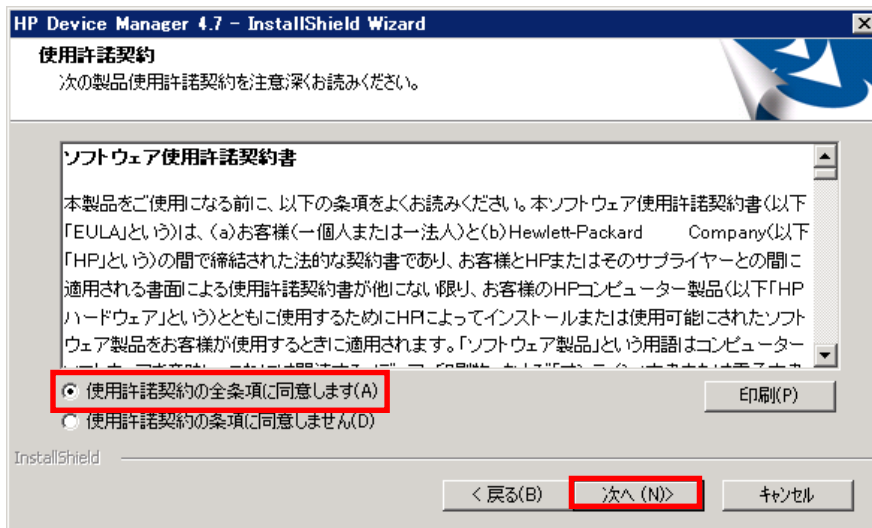 HP Device Manager 4.7 - InstallShield Wizard
使用許諾契約
次の製品使用許諾契約を注意深くお読みください。
ソフトウェア使用許諾契約書
本製品をご使用になる前に、以下の条項をよくお読みください。本ソフトウェア使用許諾契約書(以下
「EULA」という)は、(a)お客様(一個人または一法人)と(b)Hewlett-Packard Company(以下
「HP」という)の間で締結された法的な契約書であり、お客様とHPまたはそのサプライヤーとの間に
適用される書面による使用許諾契約書が他にない限り、お客様のHPコンピューター製品(以下「HP
ハードウェア」という)とともに使用するためにHPによってインストールまたは使用可能にされたソフト
ウェア製品をお客様が使用するときに適用されます。「ソフトウェア製品」という用語はコンピューター
使用許諾契約の全条項に同意します(A)
印刷(P)
使用許諾契約の条項に同意しません(D)
InstallShield
< 戻る(B)
次へ (N)>
キャンセル